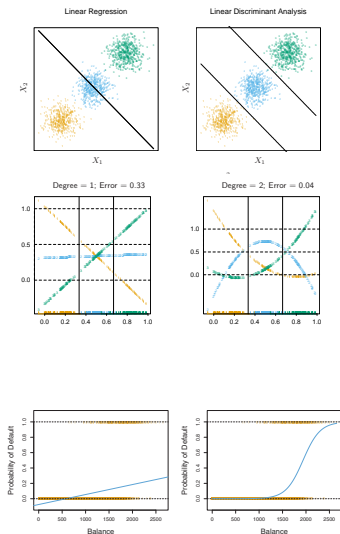 Linear Regression
Linear Discriminant Analysis
X2
X2
X1
X1
Degree = 1; Error = 0.33
Degree = 2; Error = 0.04
1.0
0.5
0.0
0.0 0.2 0.4 0.6 0.8 1.0
1.0
0.5
0.0
0.0 0.2 0.4 0.6 0.8 1.0
Probability of Default
0.0 0.2 0.4 0.6 0.8 1.0
0 500 1000 1500 2000 2500
Balance
Probability of Default
0.0 0.2 0.4 0.6 0.8 1.0
0 500 1000 1500 2000 2500
Balance